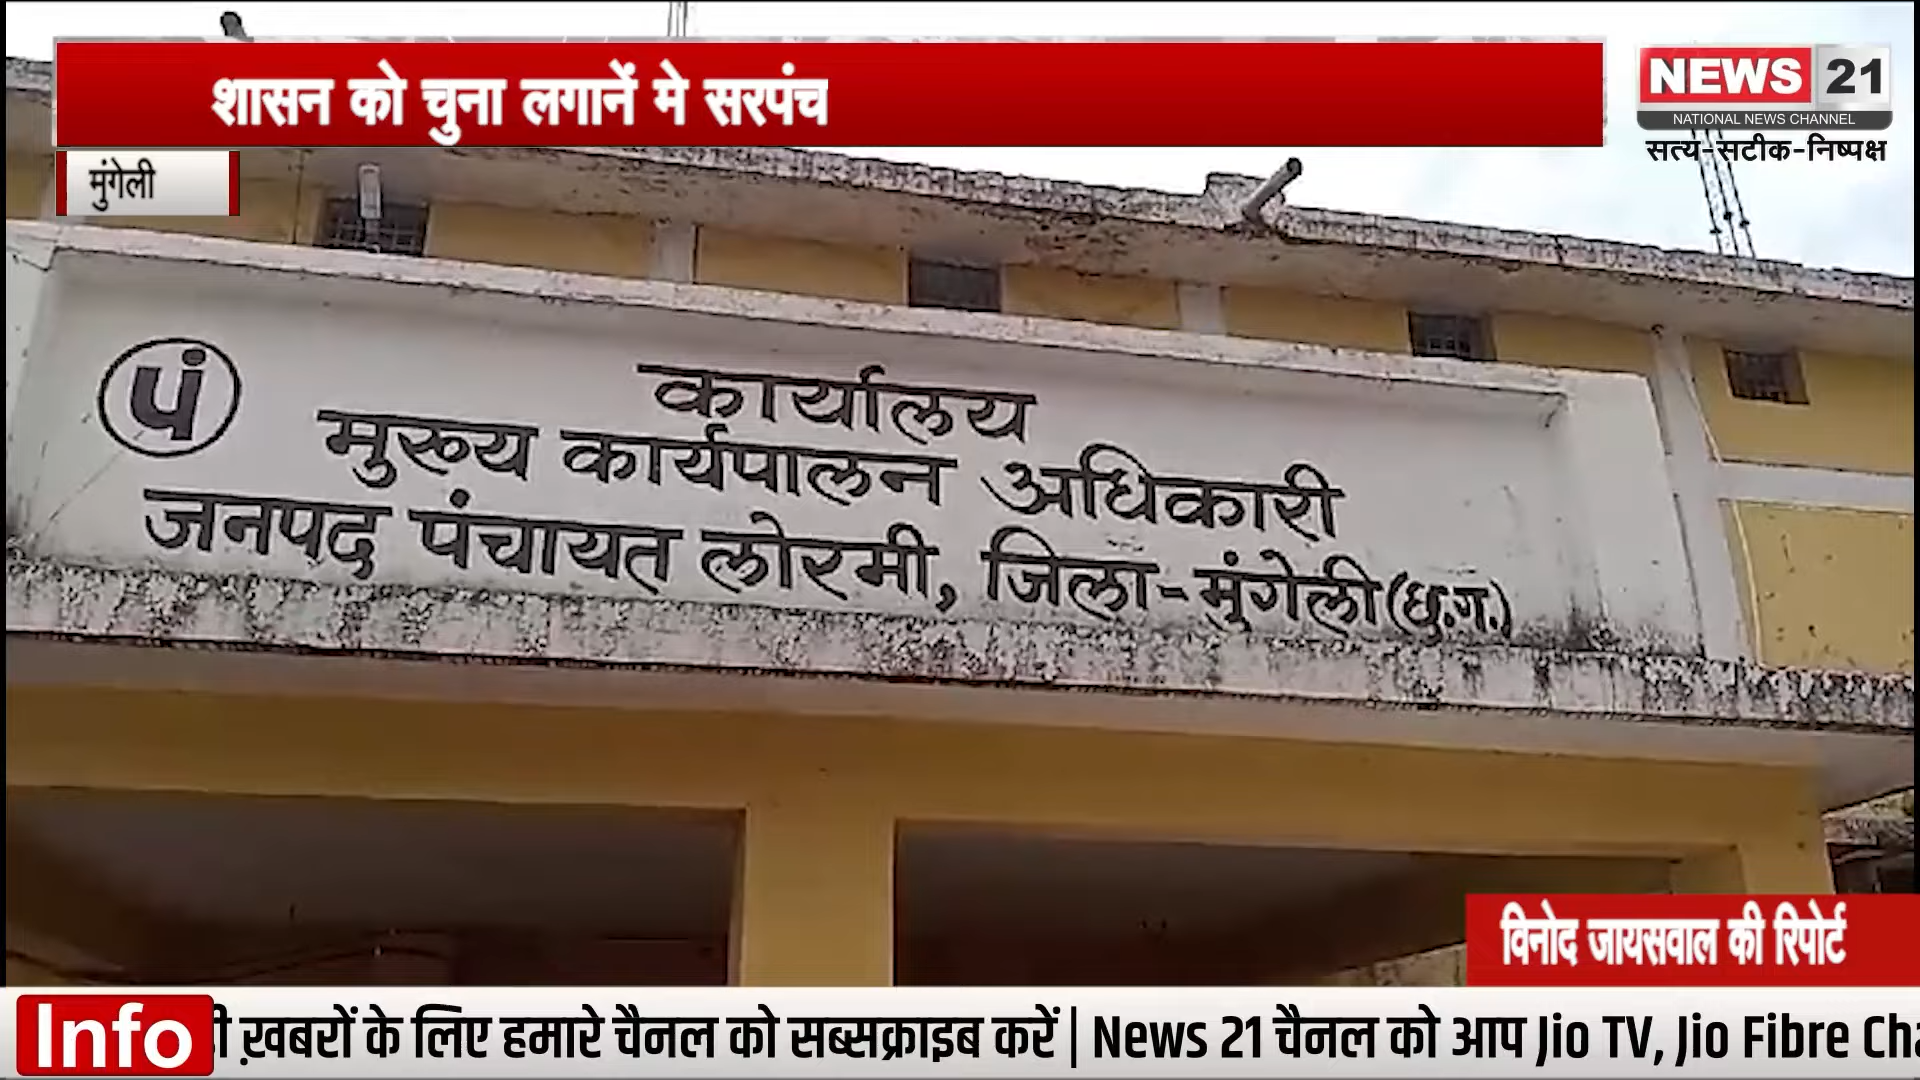 शासन को चुना लगानें मे सरपंच
NEWS 21
NATIONAL NEWS CHANNEL
सत्य-सटीक-निष्पक्ष
मुंगेली
पं
कार्यालय
मुख्य कार्यपालन अधिकारी
जनपद पंचायत लोरमी, जिला-मुंगेली (छ.ग.)
विनोद जायसवाल की रिपोर्ट
Info ख़बरों के लिए हमारे चैनल को सब्सक्राइब करें | News 21 चैनल को आप Jio TV, Jio Fibre